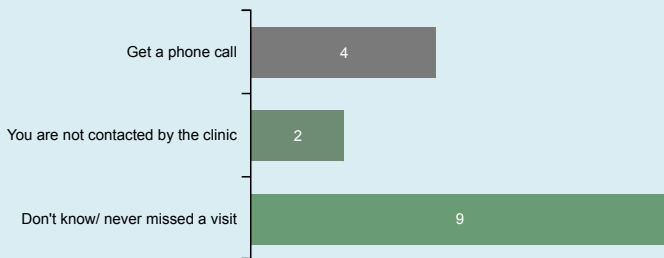 Get a phone call 4
You are not contacted by the clinic 2
Don't know/ never missed a visit 9